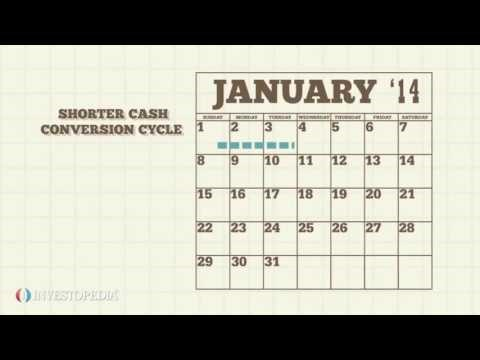 SHORTER CASH
CONVERSION CYCLE
JANUARY ‘14
SUNDAY MONDAY TUESDAY WEDNESDAY THURSDAY FRIDAY SATURDAY
1 2 3 4 5 6 7
8 9 10 11 12 13 14
15 16 17 18 19 20 21
22 23 24 25 26 27 28
29 30 31
INVESTOPEDIA